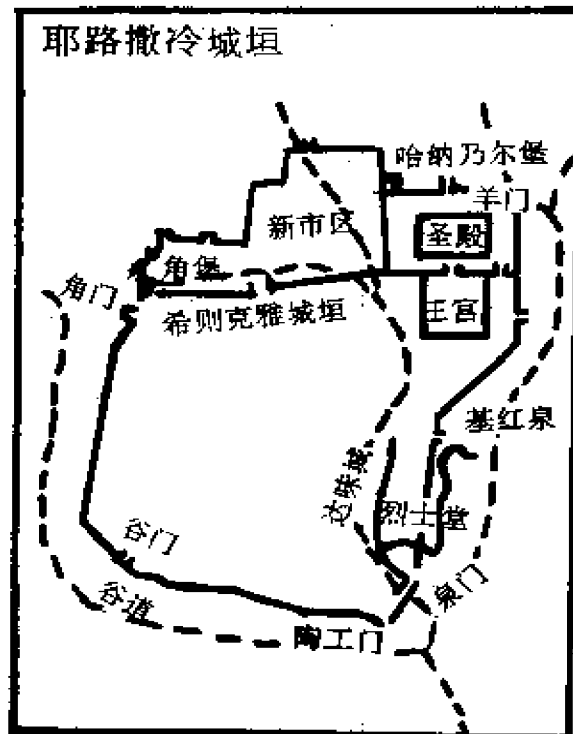 耶路撒冷城垣
哈纳乃尔堡
羊门
新市区
圣殿
角堡
角门
希则克雅城垣
王宫
基红泉
达味城
烈士堂
谷门
谷道
泉门
陶工门